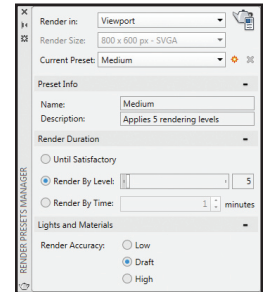 Render in: Viewport
Render Size: 800 x 600 px - SVGA
Current Preset: Medium
Preset Info
Name: Medium
Description: Applies 5 rendering levels
Render Duration
Until Satisfactory
Render By Level: 5
Render By Time: 1 minutes
Lights and Materials
Render Accuracy: Low
Draft
High
RENDER PRESETS MANAGER